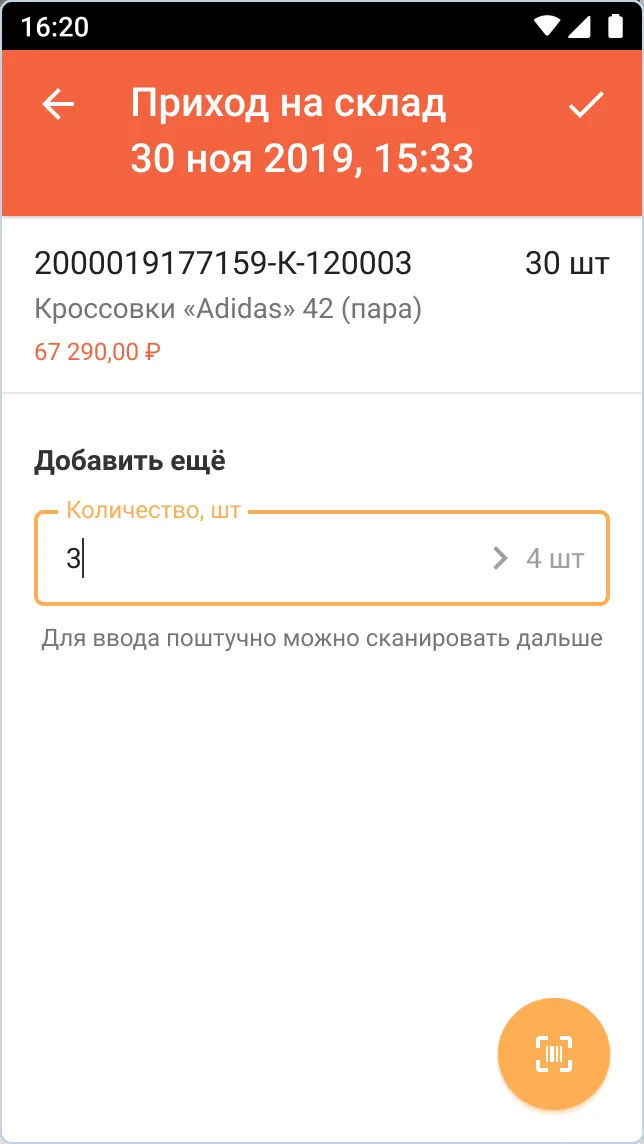 16:20
Приход на склад
30 ноя 2019, 15:33
2000019177159-К-120003 30 шт
Кроссовки «Adidas» 42 (пара)
67 290,00 ₽
Добавить ещё
Количество, шт
3 4 шт
Для ввода поштучно можно сканировать дальше